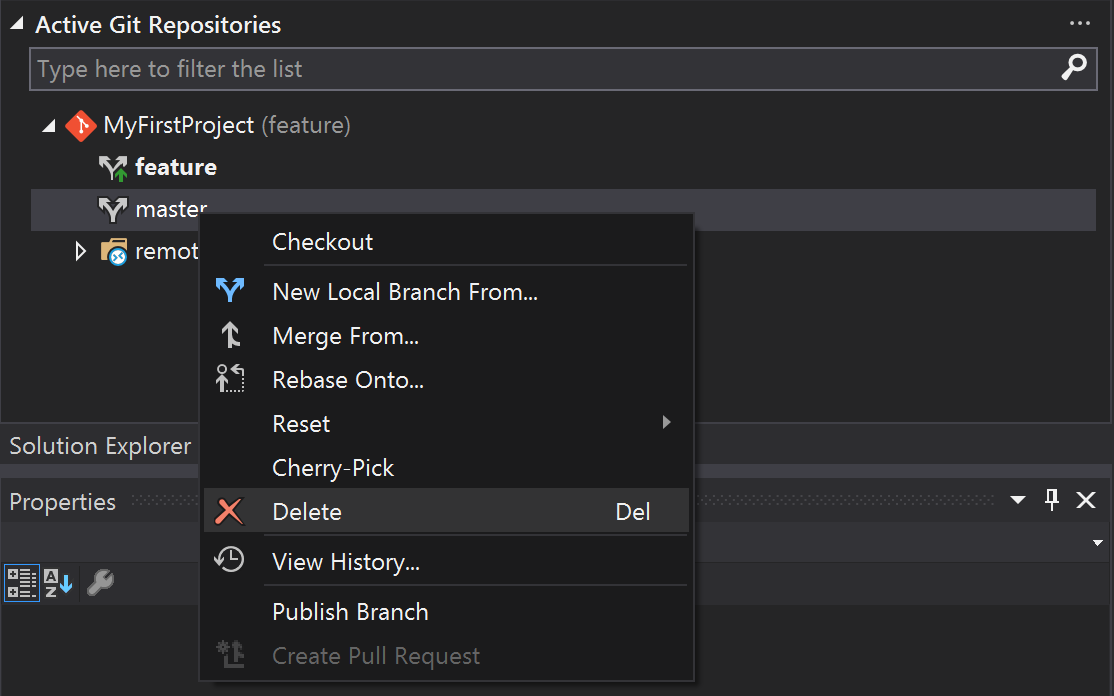 Active Git Repositories
Type here to filter the list
MyFirstProject (feature)
feature
master
remot
Checkout
New Local Branch From...
Merge From...
Rebase Onto...
Reset
Cherry-Pick
Delete Del
View History...
Publish Branch
Create Pull Request
Solution Explorer
Properties